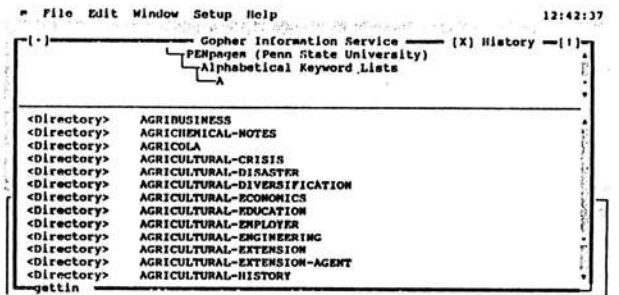 ≡ File Edit Window Setup Help 12:42:37
[·] Gopher Information Service [X] History [!]
PENpages (Penn State University)
Alphabetical Keyword Lists
A
<Directory> AGRIBUSINESS
<Directory> AGRICHEMICAL-NOTES
<Directory> AGRICOLA
<Directory> AGRICULTURAL-CRISIS
<Directory> AGRICULTURAL-DISASTER
<Directory> AGRICULTURAL-DIVERSIFICATION
<Directory> AGRICULTURAL-ECONOMICS
<Directory> AGRICULTURAL-EDUCATION
<Directory> AGRICULTURAL-EMPLOYER
<Directory> AGRICULTURAL-ENGINEERING
<Directory> AGRICULTURAL-EXTENSION
<Directory> AGRICULTURAL-EXTENSION-AGENT
<Directory> AGRICULTURAL-HISTORY
gettin